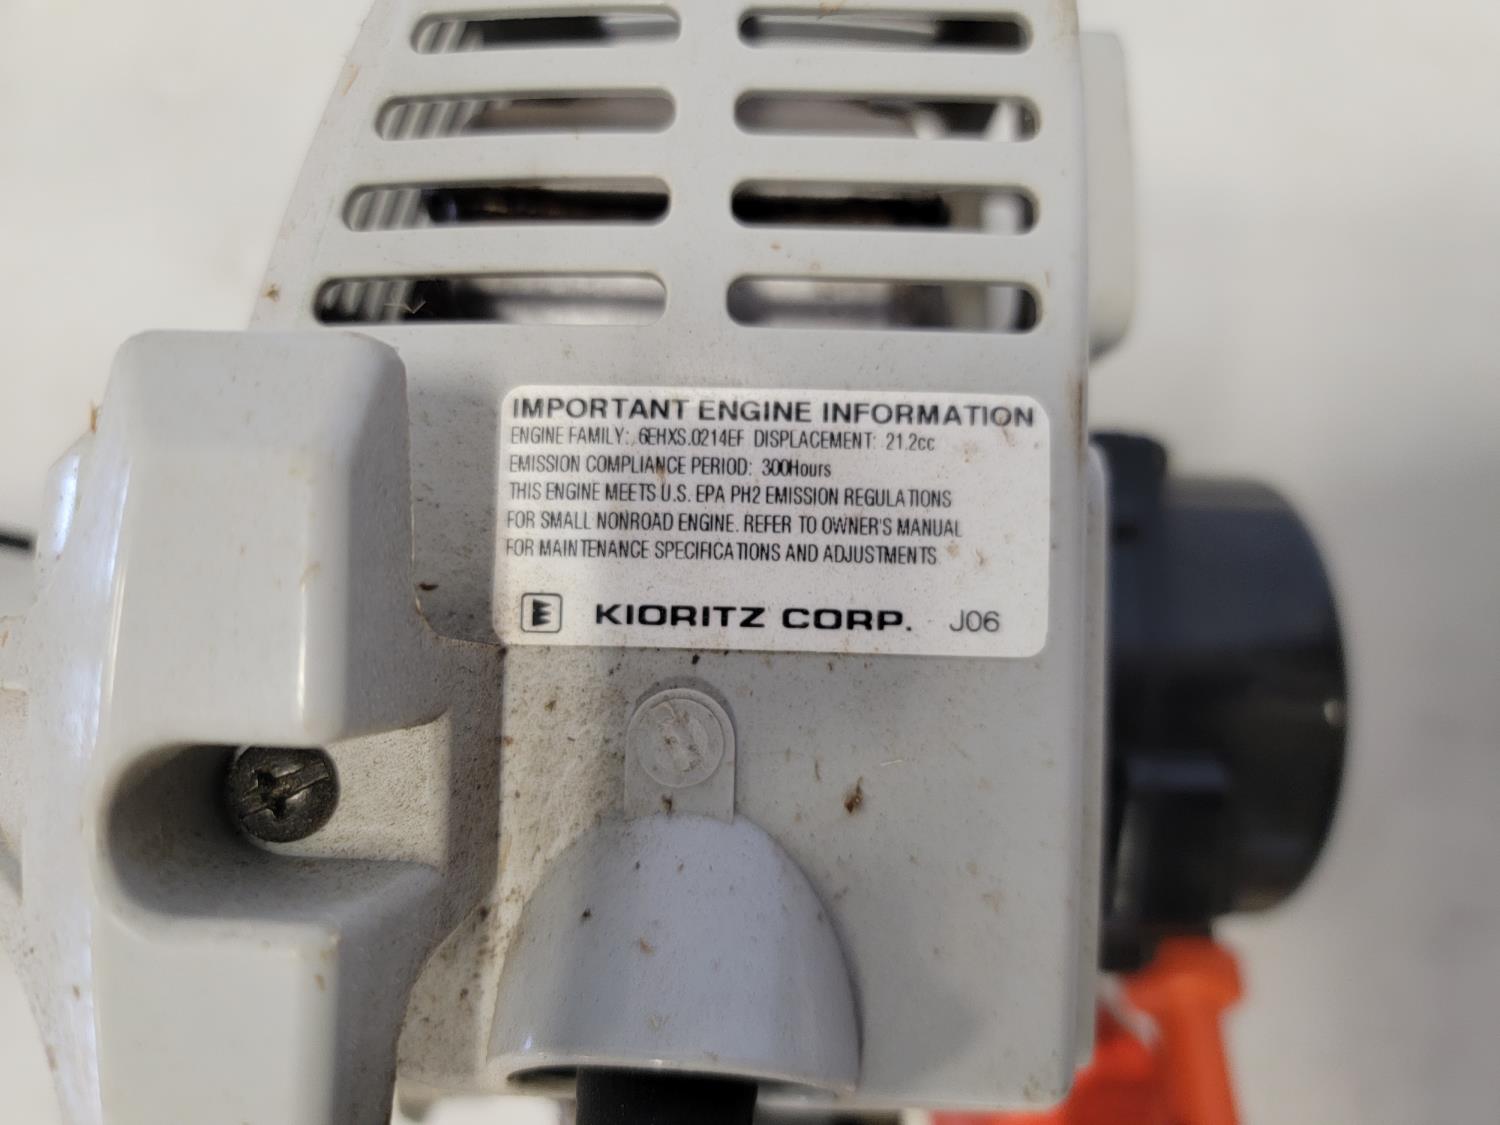 IMPORTANT ENGINE INFORMATION
ENGINE FAMILY: 6EHXS.0214EF DISPLACEMENT: 21.2cc
EMISSION COMPLIANCE PERIOD: 300Hours
THIS ENGINE MEETS U.S. EPA PH2 EMISSION REGULATIONS
FOR SMALL NONROAD ENGINE. REFER TO OWNER'S MANUAL
FOR MAINTENANCE SPECIFICATIONS AND ADJUSTMENTS.
KIORITZ CORP. J06